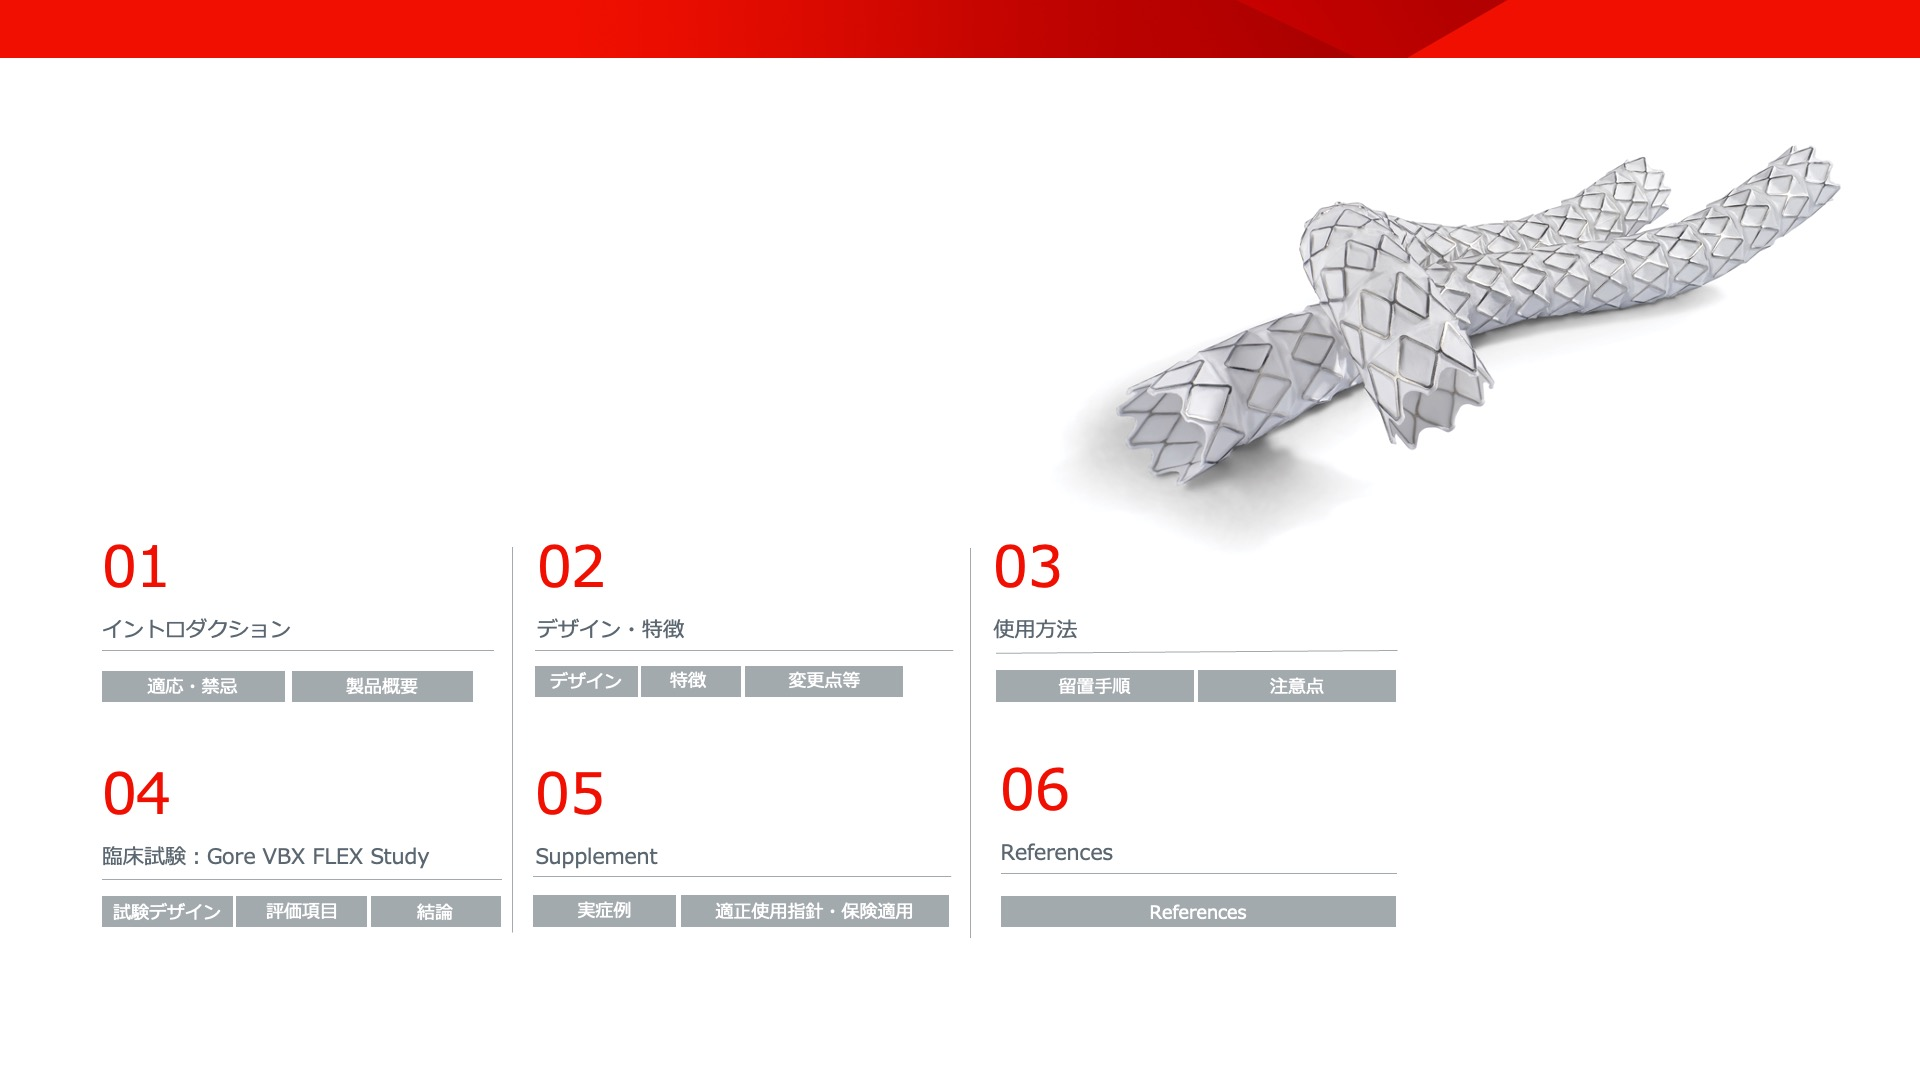 01
イントロダクション
適応・禁忌
製品概要
02
デザイン・特徴
デザイン
特徴
変更点等
03
使用方法
留置手順
注意点
04
臨床試験：Gore VBX FLEX Study
試験デザイン
評価項目
結論
05
Supplement
実症例
適正使用指針・保険適用
06
References
References